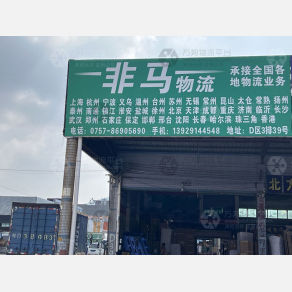 非马物流
承接全国各
地物流业务
上海 杭州 宁波 义乌 温州 台州 苏州 无锡 常州 昆山 太仓 常熟 扬州
泰州 南通 镇江 淮安 盐城 徐州 北京 天津 成都 重庆 济南 临沂 长沙
武汉 郑州 石家庄 保定 邯郸 邢台 沈阳 长春 哈尔滨 珠三角 香港
电话: 0757-86905690 手机: 13929144548 地址: D区3排39号
北方